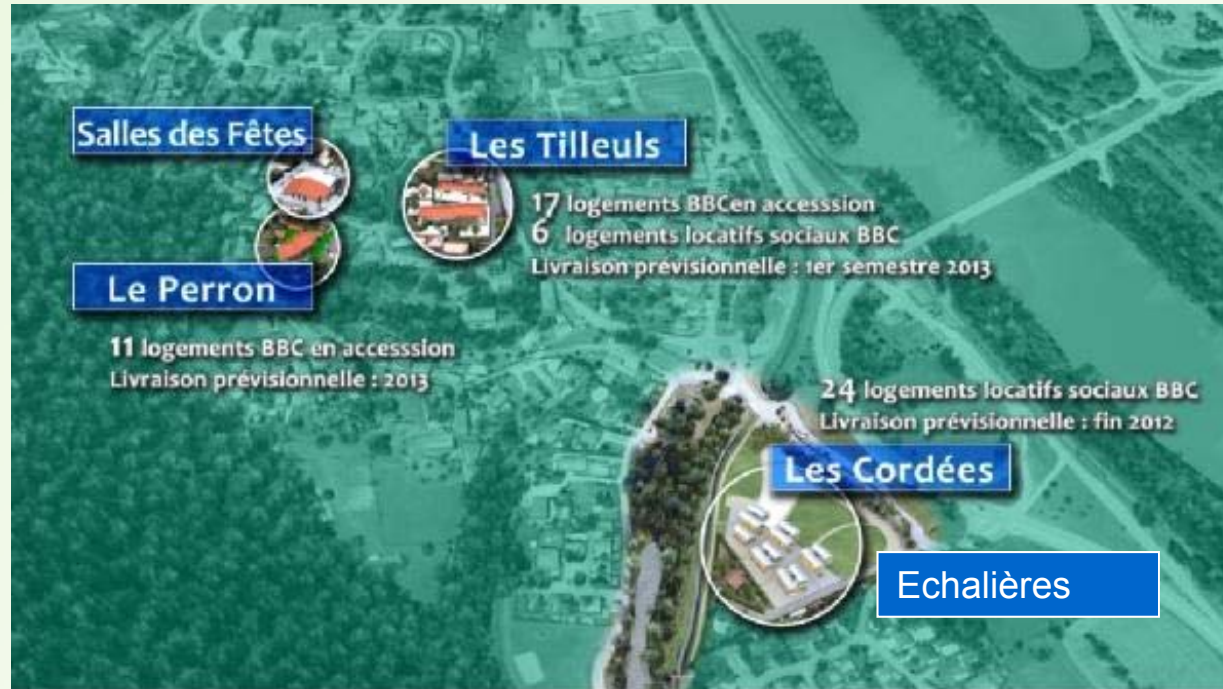 Salles des Fêtes
Les Tilleuls
17 logements BBCen accesssion
6 logements locatifs sociaux BBC
Livraison prévisionnelle : 1er semestre 2013
Le Perron
11 logements BBC en accesssion
Livraison prévisionnelle : 2013
24 logements locatifs sociaux BBC
Livraison prévisionnelle : fin 2012
Les Cordées
Echalières